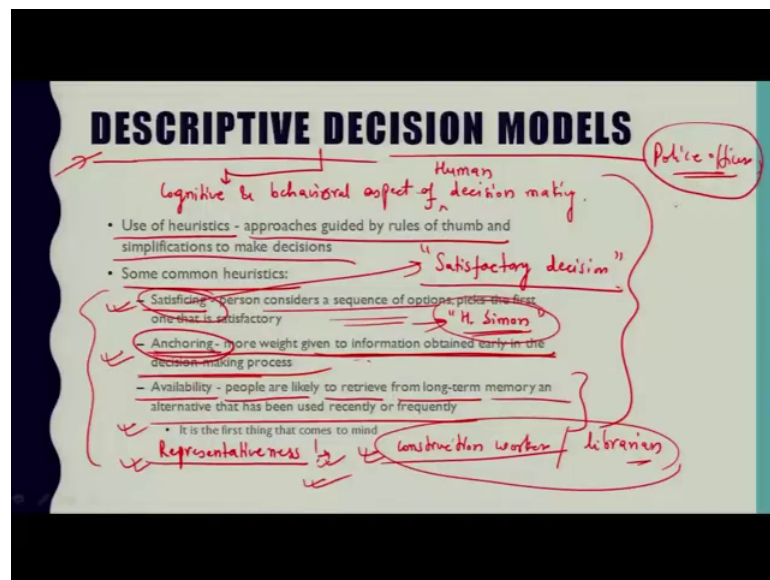 DESCRIPTIVE DECISION MODELS
Police officer
Human
Cognitive & behavioral aspect of ^ decision making.
• Use of heuristics - approaches guided by rules of thumb and
simplifications to make decisions
"Satisfactory decision"
• Some common heuristics:
– Satisficing - person considers a sequence of options, picks the first
one that is satisfactory
"H. Simon"
– Anchoring - more weight given to information obtained early in the
decision making process
– Availability - people are likely to retrieve from long-term memory an
alternative that has been used recently or frequently
• It is the first thing that comes to mind
Representativeness ! construction worker / librarian